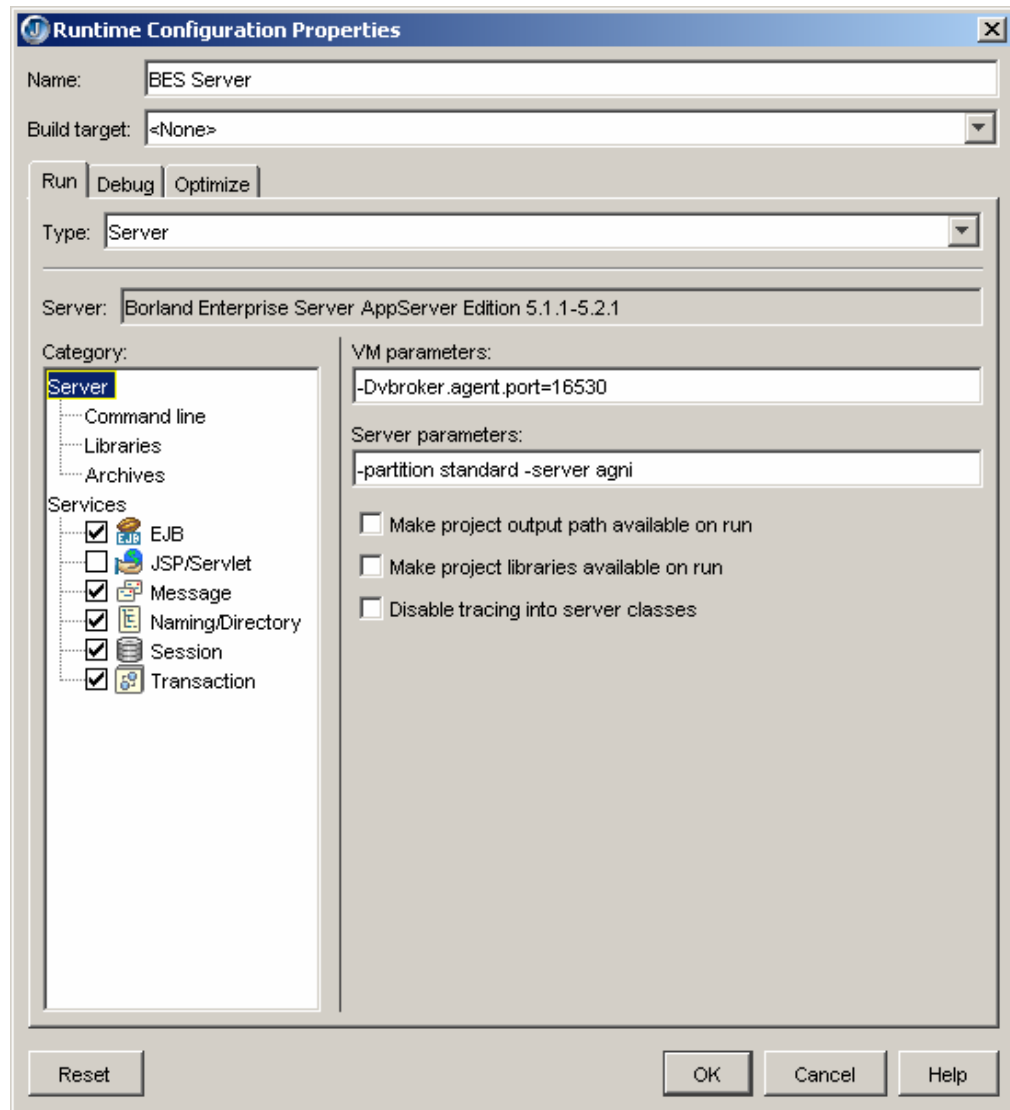 Runtime Configuration Properties
Name: BES Server
Build target: <None>
Run Debug Optimize
Type: Server
Server: Borland Enterprise Server AppServer Edition 5.1.1-5.2.1
Category:
Server
Command line
Libraries
Archives
Services
EJB
JSP/Servlet
Message
Naming/Directory
Session
Transaction
VM parameters:
-Dvbroker.agent.port=16530
Server parameters:
-partition standard -server agni
Make project output path available on run
Make project libraries available on run
Disable tracing into server classes
Reset OK Cancel Help